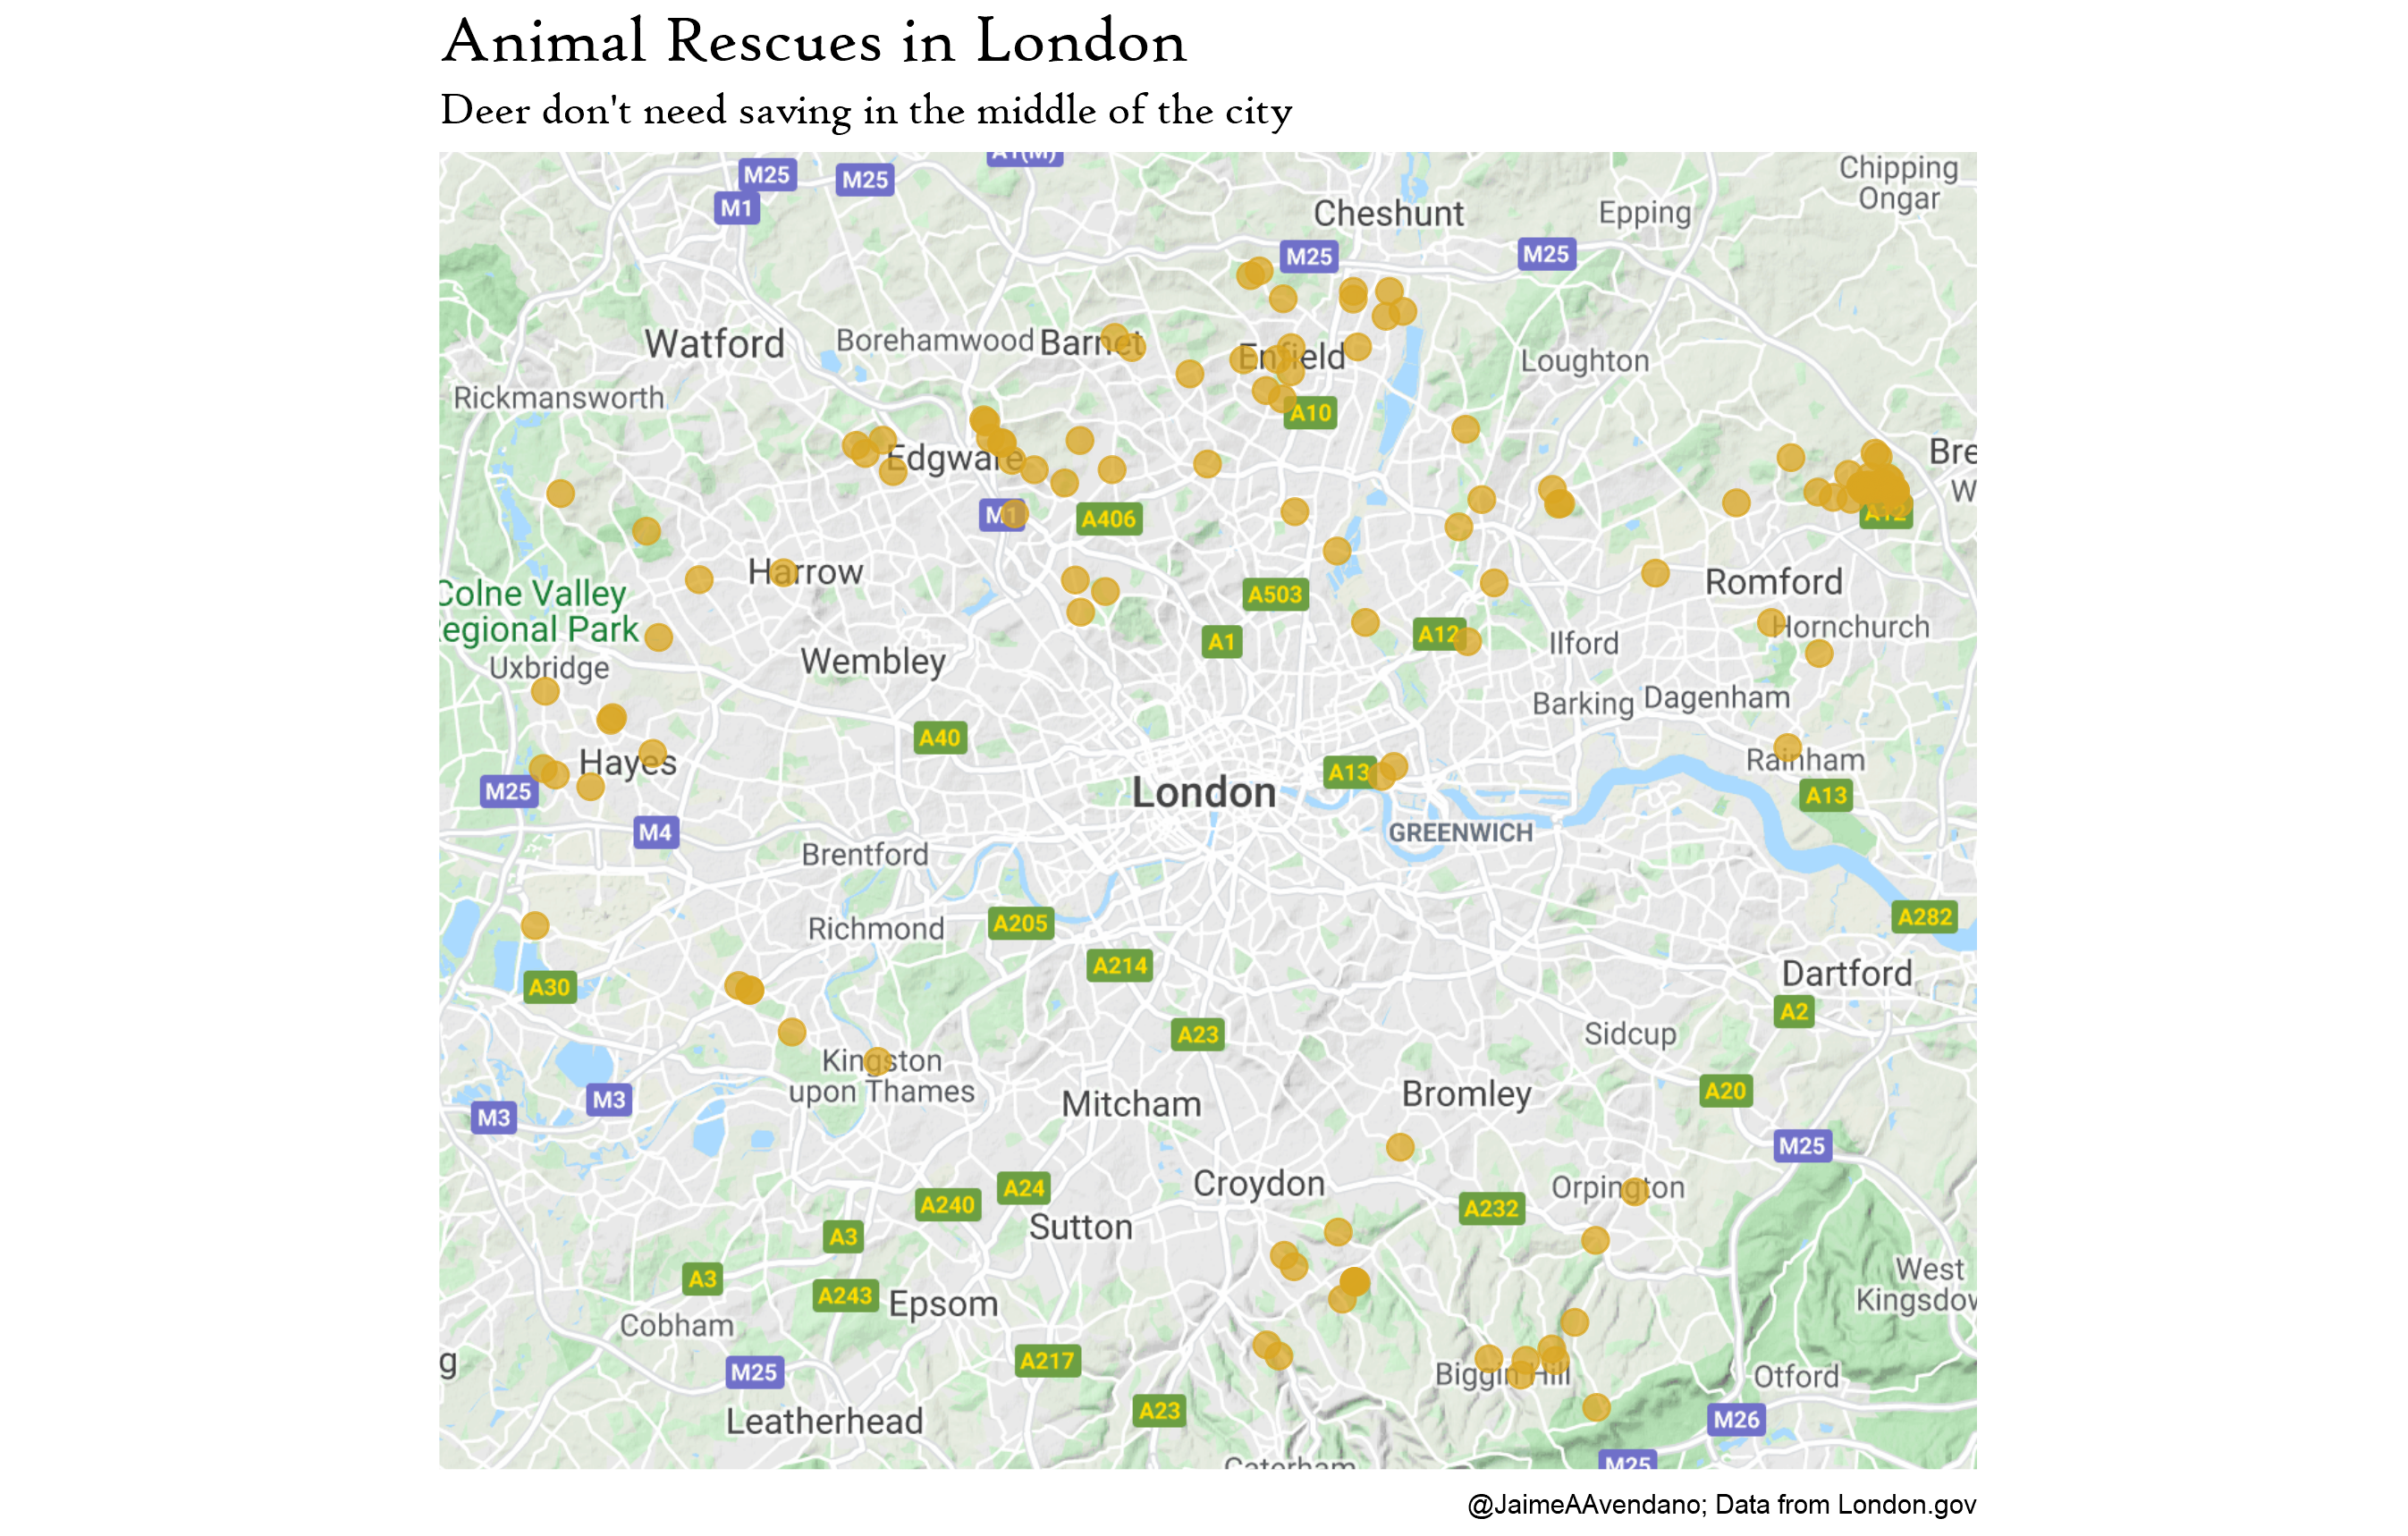 Animal Rescues in London
Deer don't need saving in the middle of the city
A1(M)
Chipping
Ongar
M25
M25
M1
Cheshunt
Epping
M25
M25
Watford
Borehamwood
Barnet
Enfield
Loughton
Rickmansworth
A10
Edgware
Bre
W
M1
A406
A12
Harrow
Romford
Colne Valley
Regional Park
A503
A1
A12
Ilford
Hornchurch
Uxbridge
Wembley
Barking
Dagenham
A40
Hayes
M25
London
A13
Rainham
A13
M4
GREENWICH
Brentford
Richmond
A205
A282
A214
A30
Dartford
A2
A23
Sidcup
Kingston
upon Thames
M3
M3
Mitcham
Bromley
A20
M25
Croydon
Orpington
A24
A240
A232
Sutton
A3
A3
A243
Epsom
West
Kingsdow
Cobham
g
M25
A217
Biggin Hill
Otford
A23
M26
Leatherhead
Caterham
M25
@JaimeAAvendano; Data from London.gov